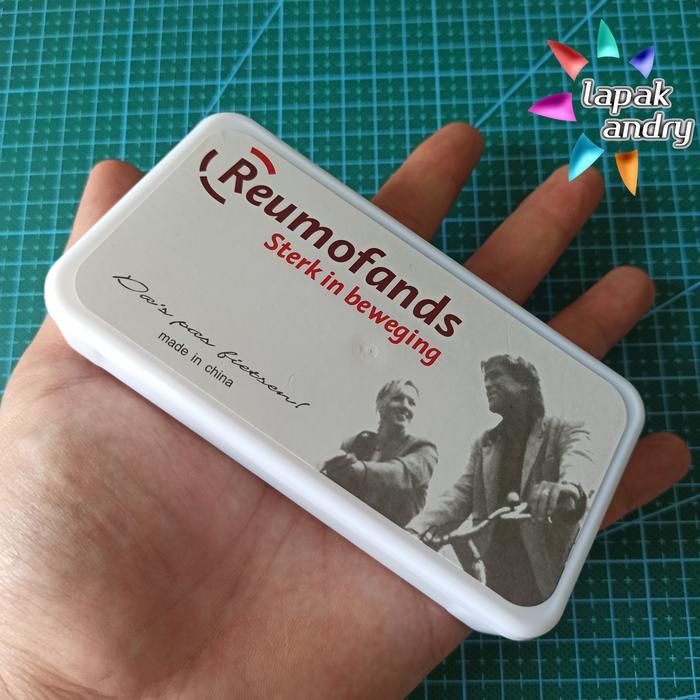 lapak
andry
Reumofands
Sterk in beweging
Da's pas fietsen!
made in china